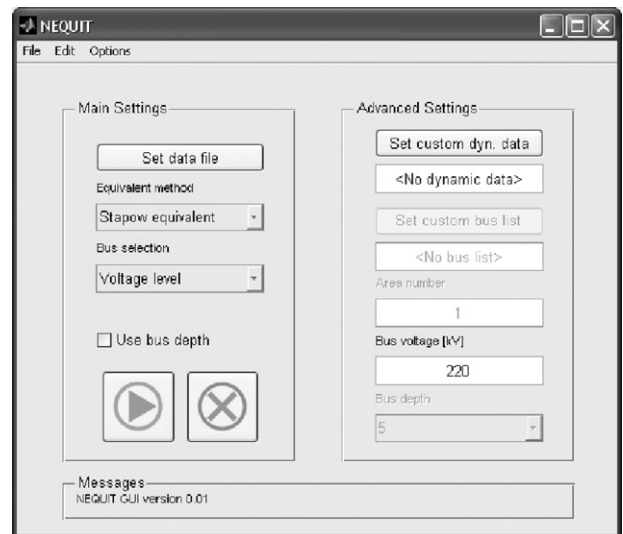 NEQUIT
File Edit Options
Main Settings
Set data file
Equivalent method
Stapow equivalent
Bus selection
Voltage level
Use bus depth
Advanced Settings
Set custom dyn. data
<No dynamic data>
Set custom bus list
<No bus list>
Area number
1
Bus voltage [kV]
220
Bus depth
5
Messages
NEQUIT GUI version 0.01